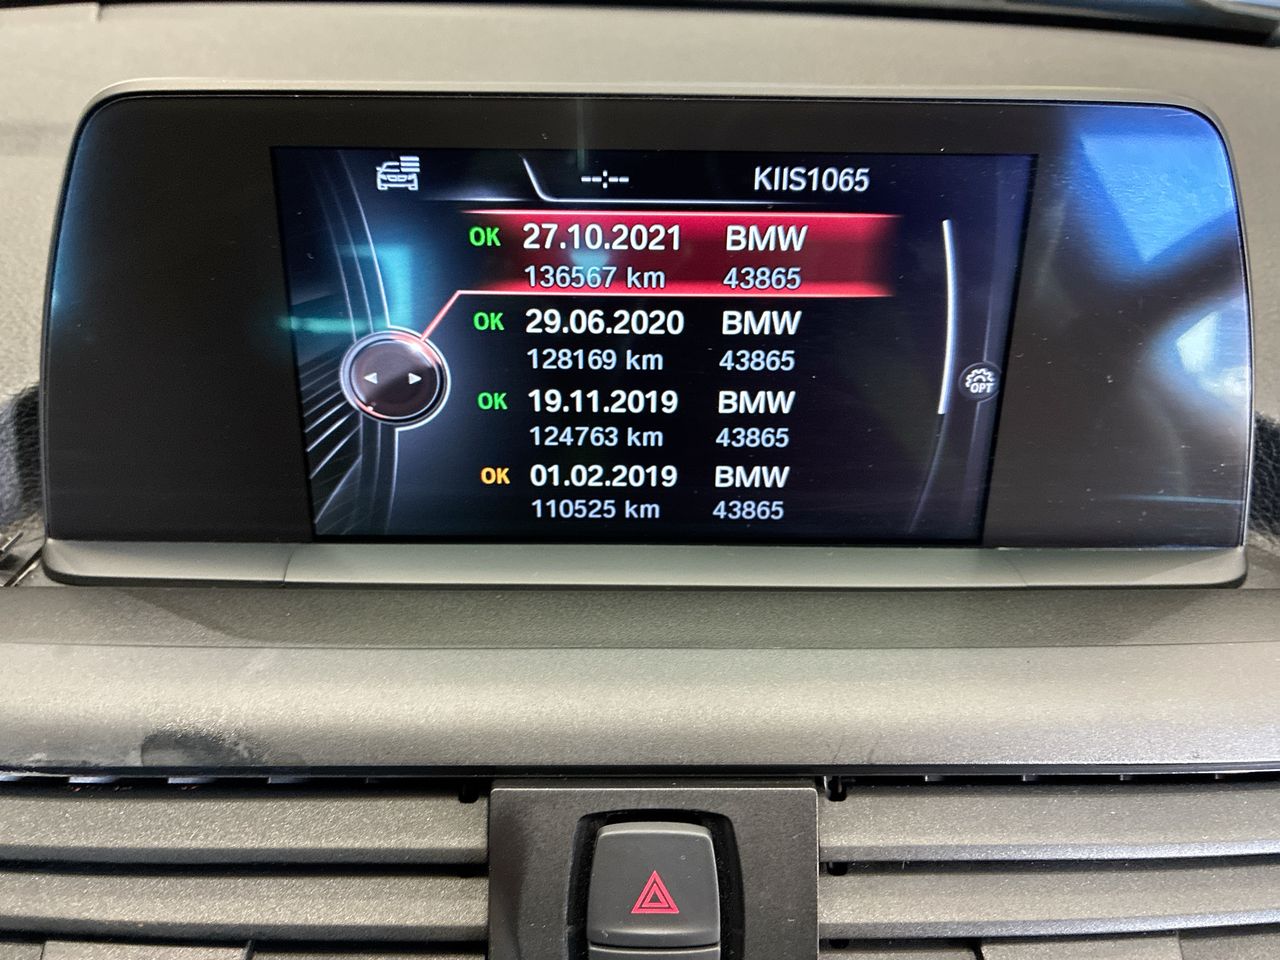 --:-- KIIS1065
OK 27.10.2021 BMW
136567 km 43865
OK 29.06.2020 BMW
128169 km 43865
OK 19.11.2019 BMW
124763 km 43865
OK 01.02.2019 BMW
110525 km 43865
OPT